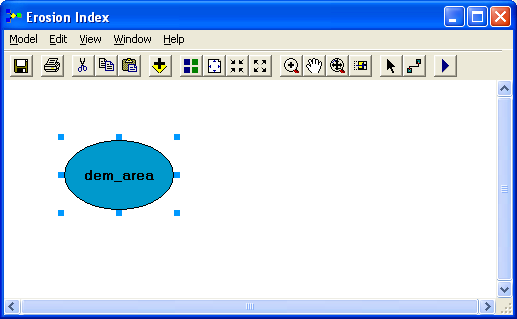 Erosion Index
Model Edit View Window Help
dem_area